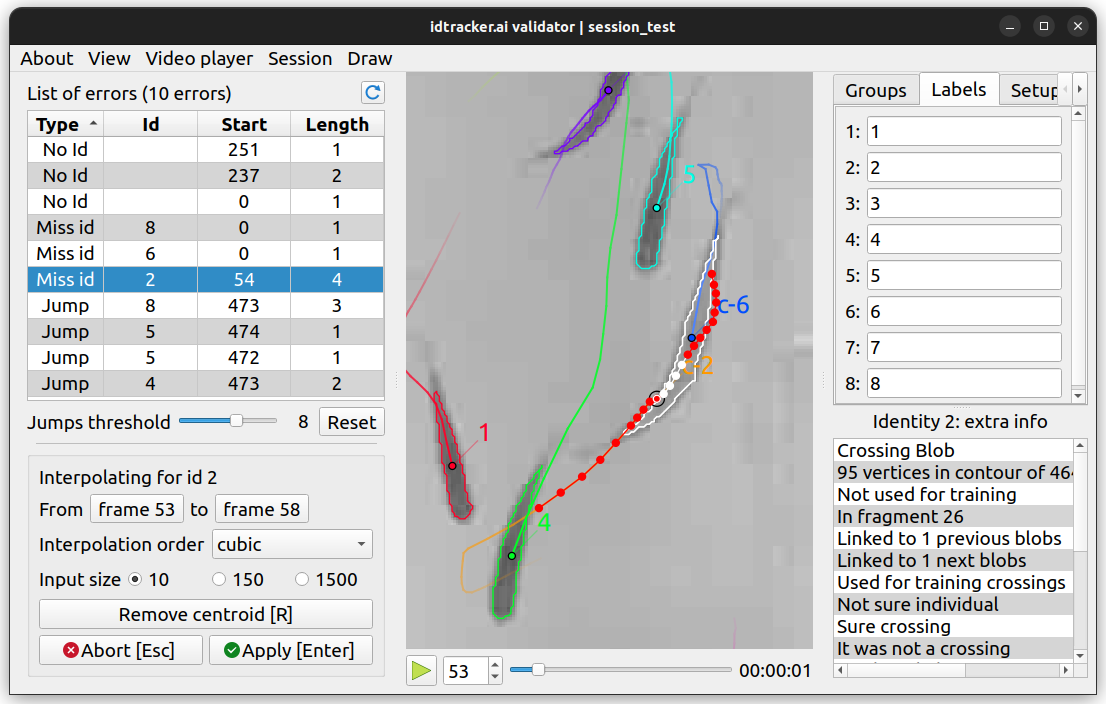 idtracker.ai validator | session_test
About View Video player Session Draw
List of errors (10 errors)
Type Id Start Length
No Id 251 1
No Id 237 2
No Id 0 1
Miss id 8 0 1
Miss id 6 0 1
Miss id 2 54 4
Jump 8 473 3
Jump 5 474 1
Jump 5 472 1
Jump 4 473 2
Jumps threshold 8 Reset
Interpolating for id 2
From frame 53 to frame 58
Interpolation order cubic
Input size 10 150 1500
Remove centroid [R]
Abort [Esc] Apply [Enter]
5
c-6
c-2
1
4
53 00:00:01
Groups Labels Setup
1: 1
2: 2
3: 3
4: 4
5: 5
6: 6
7: 7
8: 8
Identity 2: extra info
Crossing Blob
95 vertices in contour of 464
Not used for training
In fragment 26
Linked to 1 previous blobs
Linked to 1 next blobs
Used for training crossings
Not sure individual
Sure crossing
It was not a crossing